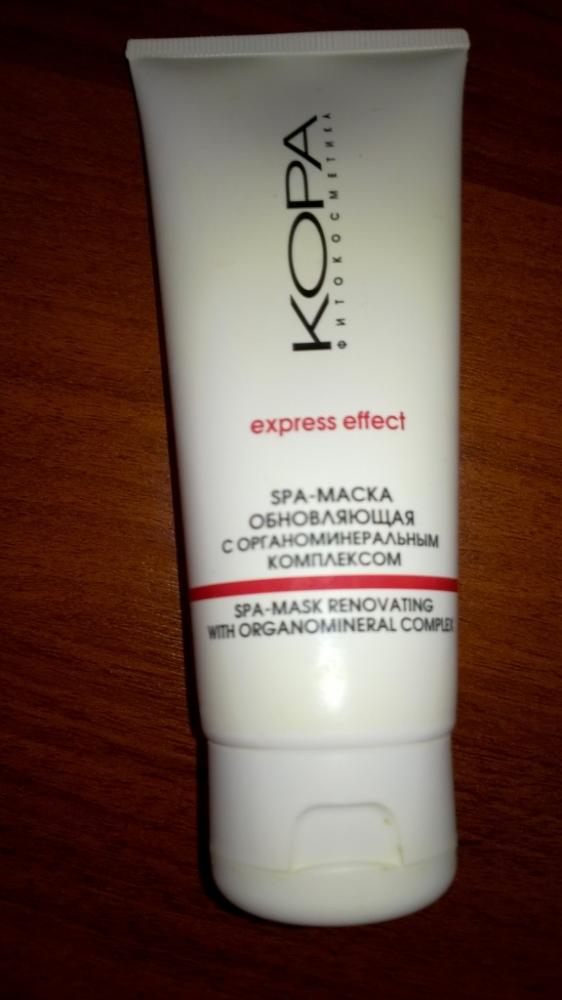 КОРА
ФИТОКОСМЕТИКА
express effect
SPA-МАСКА
ОБНОВЛЯЮЩАЯ
С ОРГАНОМИНЕРАЛЬНЫМ
КОМПЛЕКСОМ
SPA-MASK RENOVATING
WITH ORGANOMINERAL COMPLEX